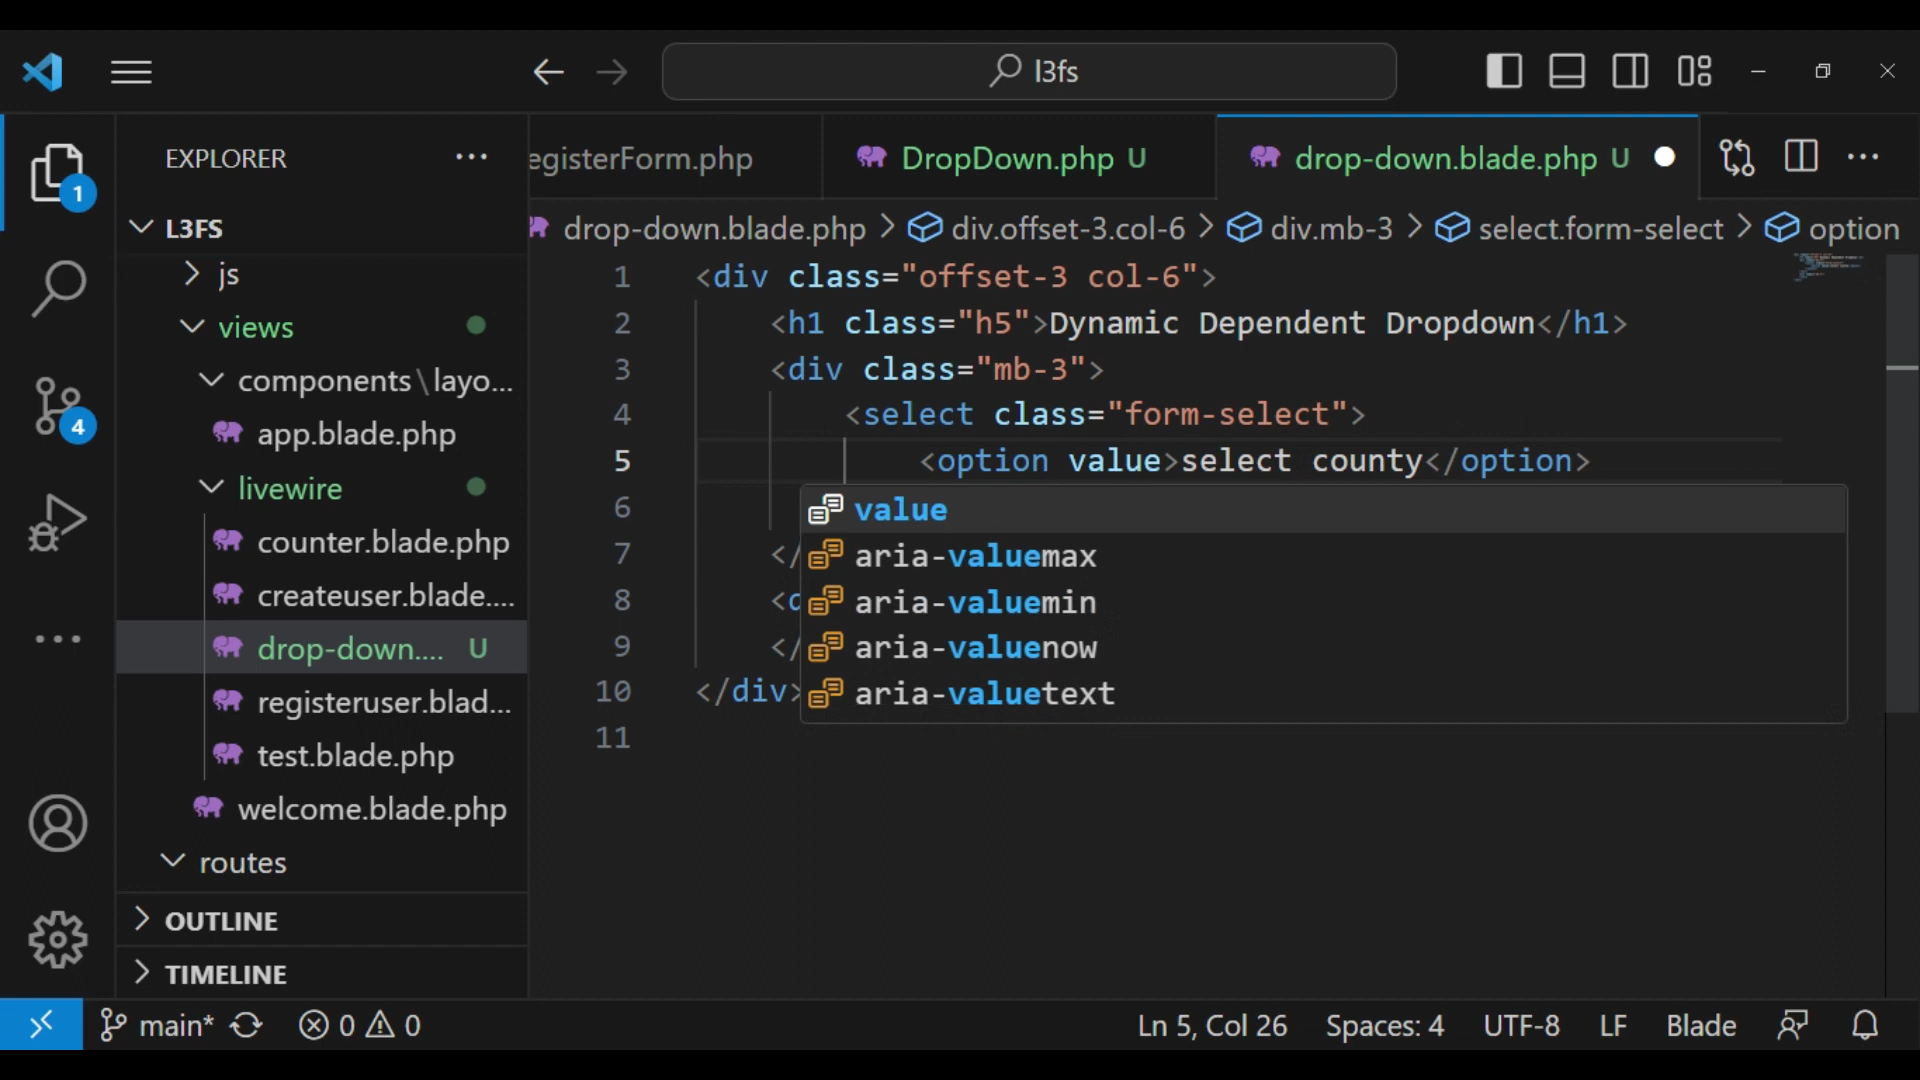 l3fs
EXPLORER
egisterForm.php
DropDown.php U
drop-down.blade.php U
1
L3FS
drop-down.blade.php > div.offset-3.col-6 > div.mb-3 > select.form-select > option
js
views
components\layo...
app.blade.php
livewire
counter.blade.php
createuser.blade....
drop-down.... U
registeruser.blad...
test.blade.php
welcome.blade.php
routes
OUTLINE
TIMELINE
4
1 <div class="offset-3 col-6">
2 <h1 class="h5">Dynamic Dependent Dropdown</h1>
3 <div class="mb-3">
4 <select class="form-select">
5 <option value>select county</option>
6
7 </
8 <d
9 </
10 </div>
11
value
aria-valuemax
aria-valuemin
aria-valuenow
aria-valuetext
main* 0 0
Ln 5, Col 26 Spaces: 4 UTF-8 LF Blade